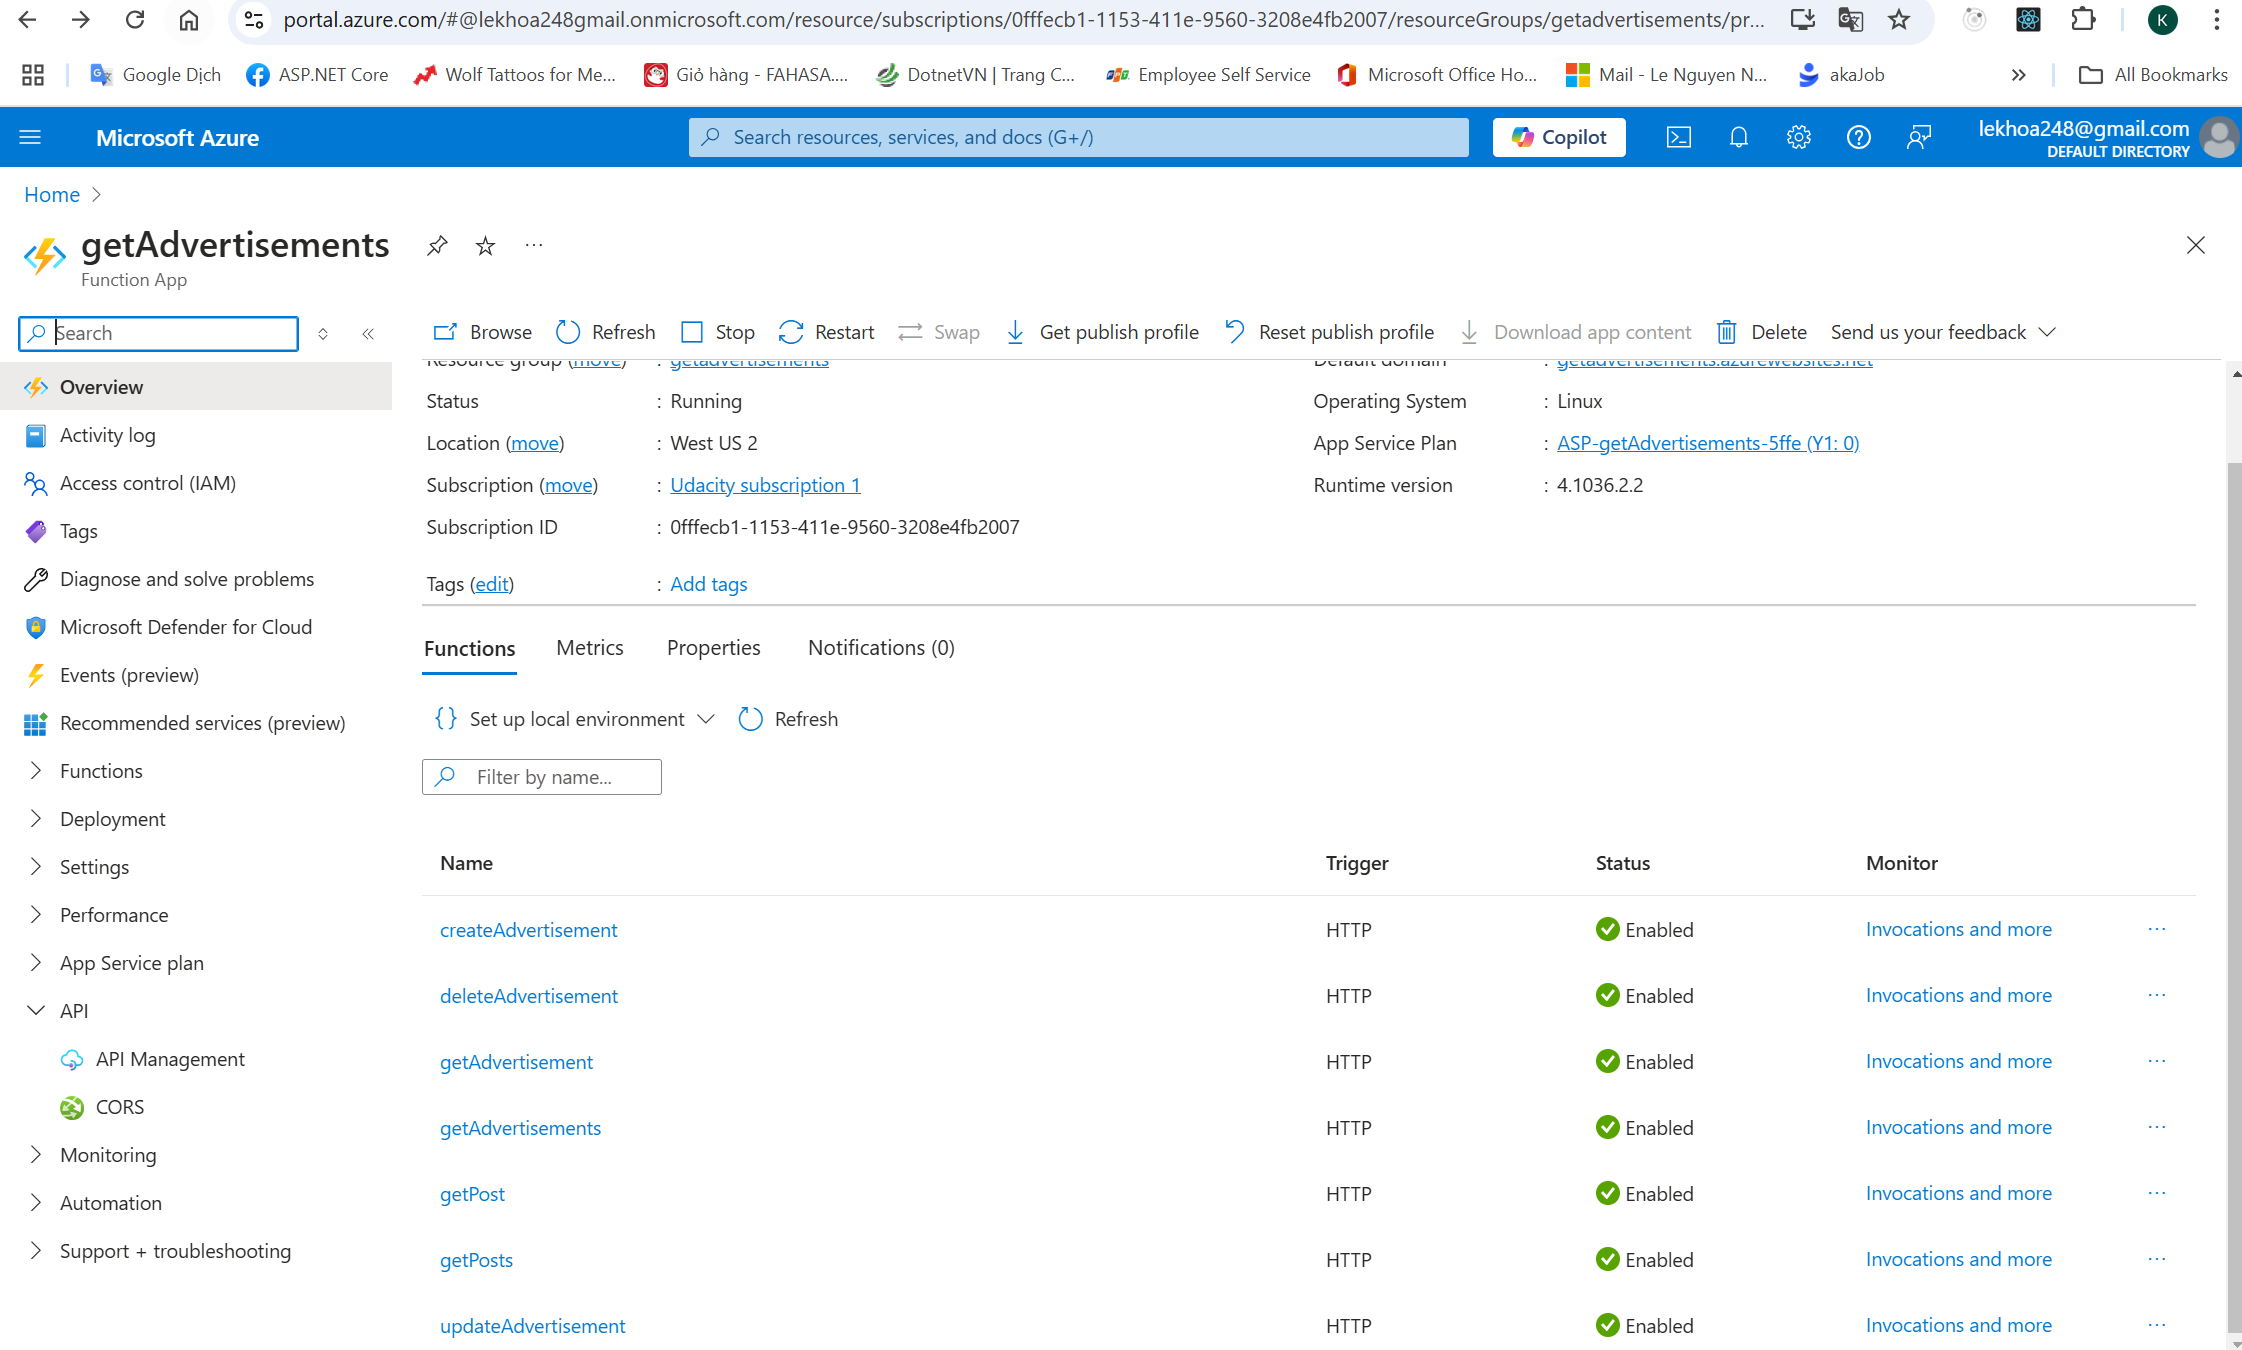 portal.azure.com/#@lekhoa248gmail.onmicrosoft.com/resource/subscriptions/0fffecb1-1153-411e-9560-3208e4fb2007/resourceGroups/getadvertisements/pr...
K
Google Dịch
ASP.NET Core
Wolf Tattoos for Me...
Giỏ hàng - FAHASA....
DotnetVN | Trang C...
Employee Self Service
Microsoft Office Ho...
Mail - Le Nguyen N...
akaJob
All Bookmarks
Microsoft Azure
Search resources, services, and docs (G+/)
Copilot
lekhoa248@gmail.com
DEFAULT DIRECTORY
Home
getAdvertisements
Function App
Search
Browse
Refresh
Stop
Restart
Swap
Get publish profile
Reset publish profile
Download app content
Delete
Send us your feedback
Overview
Activity log
Access control (IAM)
Tags
Diagnose and solve problems
Microsoft Defender for Cloud
Events (preview)
Recommended services (preview)
Functions
Deployment
Settings
Performance
App Service plan
API
API Management
CORS
Monitoring
Automation
Support + troubleshooting
Resource group (move) : getadvertisements
Status : Running
Location (move) : West US 2
Subscription (move) : Udacity subscription 1
Subscription ID : 0fffecb1-1153-411e-9560-3208e4fb2007
Tags (edit) : Add tags
Default domain : getadvertisements.azurewebsites.net
Operating System : Linux
App Service Plan : ASP-getAdvertisements-5ffe (Y1: 0)
Runtime version : 4.1036.2.2
Functions
Metrics
Properties
Notifications (0)
Set up local environment
Refresh
Filter by name...
Name Trigger Status Monitor
createAdvertisement HTTP Enabled Invocations and more ...
deleteAdvertisement HTTP Enabled Invocations and more ...
getAdvertisement HTTP Enabled Invocations and more ...
getAdvertisements HTTP Enabled Invocations and more ...
getPost HTTP Enabled Invocations and more ...
getPosts HTTP Enabled Invocations and more ...
updateAdvertisement HTTP Enabled Invocations and more ...